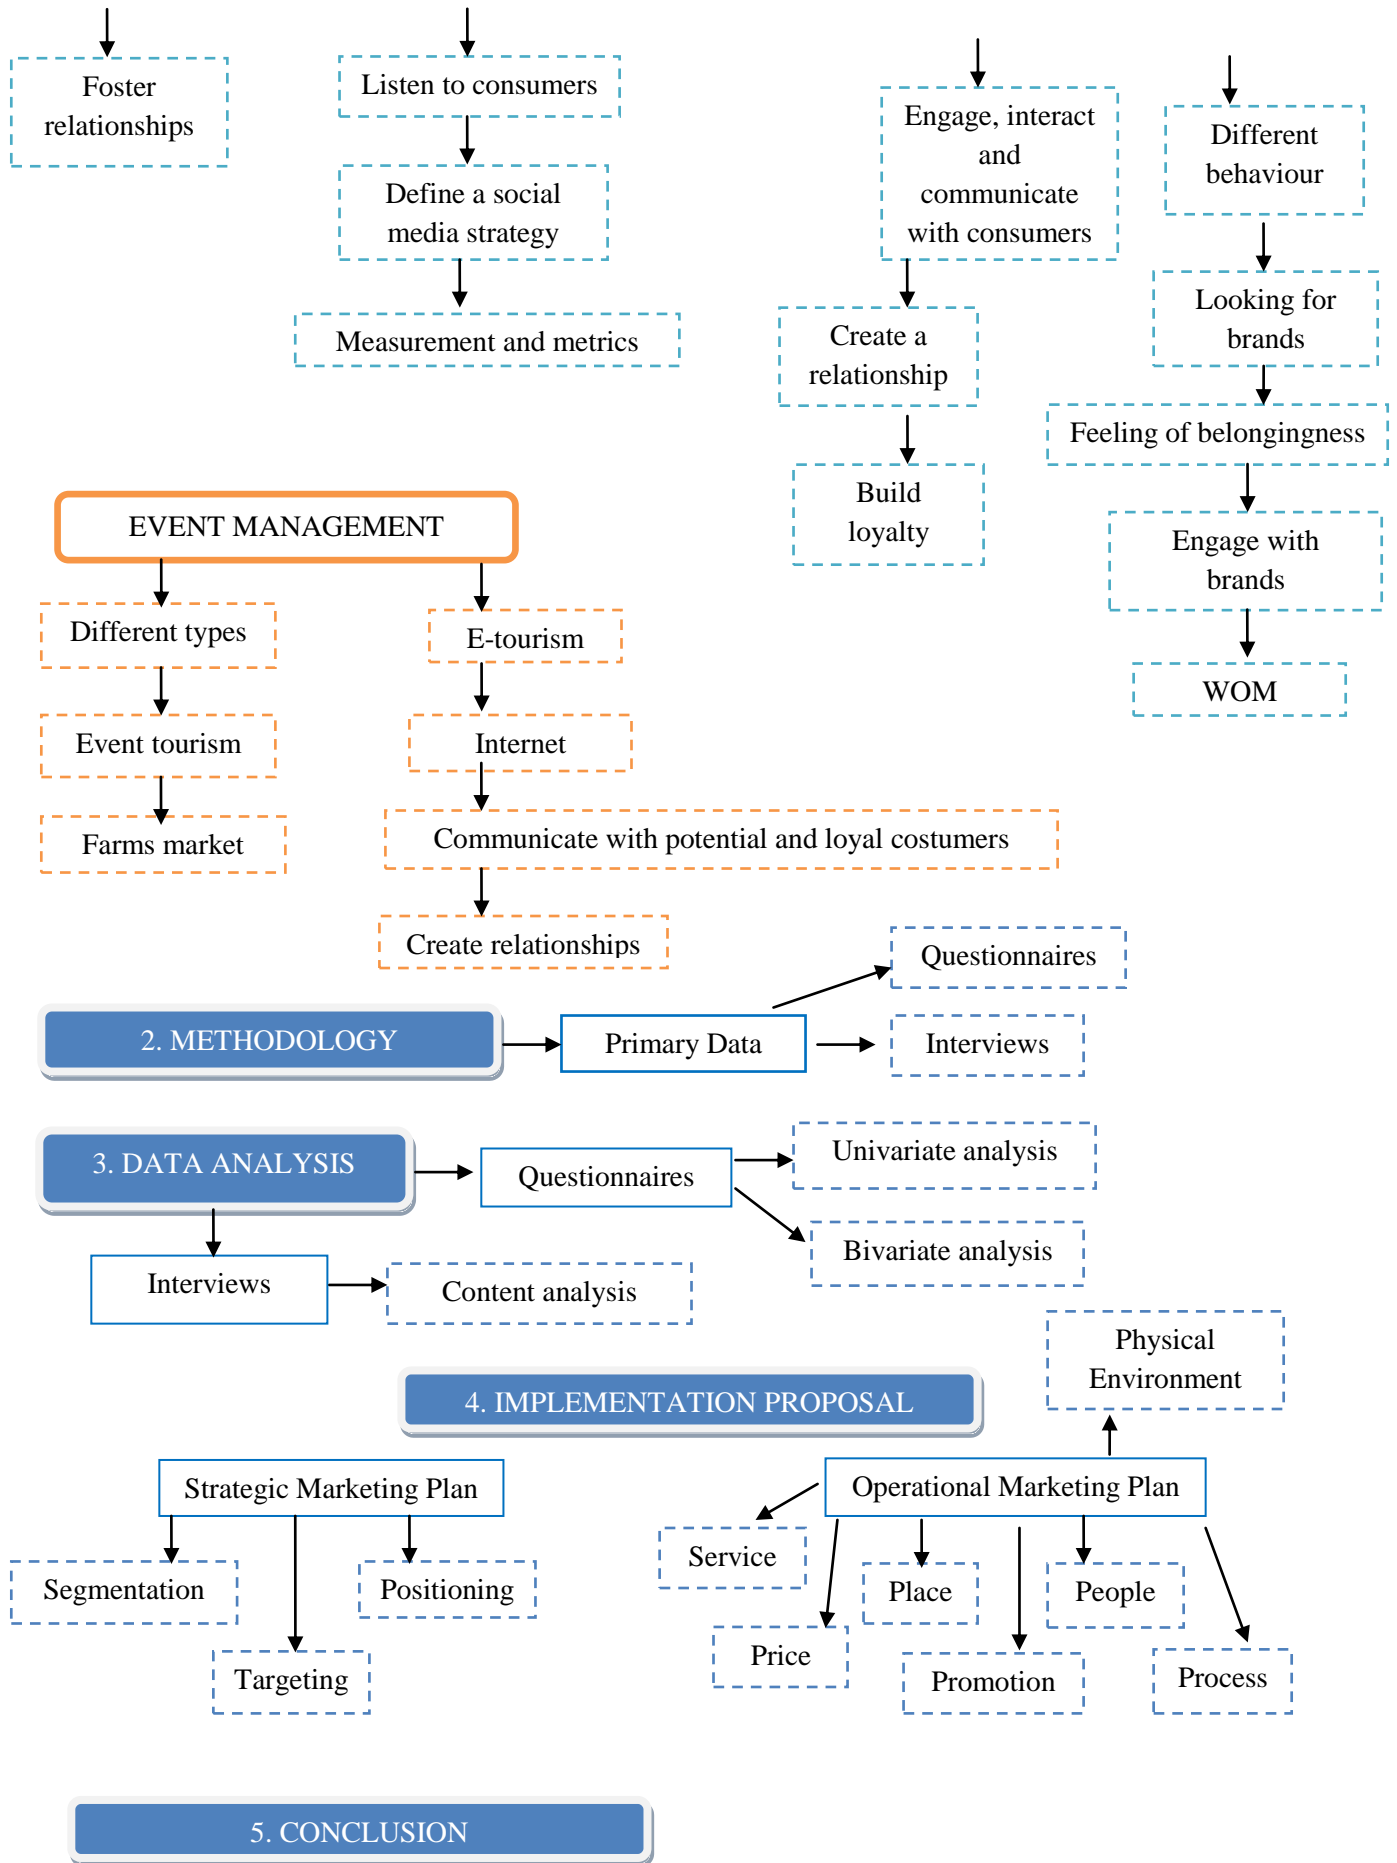 Foster
relationships
Listen to consumers
Define a social
media strategy
Measurement and metrics
Engage, interact
and
communicate
with consumers
Create a
relationship
Build
loyalty
Different
behaviour
Looking for
brands
Feeling of belongingness
Engage with
brands
WOM
EVENT MANAGEMENT
Different types
Event tourism
Farms market
E-tourism
Internet
Communicate with potential and loyal costumers
Create relationships
2. METHODOLOGY
Primary Data
Questionnaires
Interviews
3. DATA ANALYSIS
Questionnaires
Univariate analysis
Bivariate analysis
Interviews
Content analysis
4. IMPLEMENTATION PROPOSAL
Strategic Marketing Plan
Segmentation
Targeting
Positioning
Physical
Environment
Operational Marketing Plan
Service
Price
Place
Promotion
People
Process
5. CONCLUSION